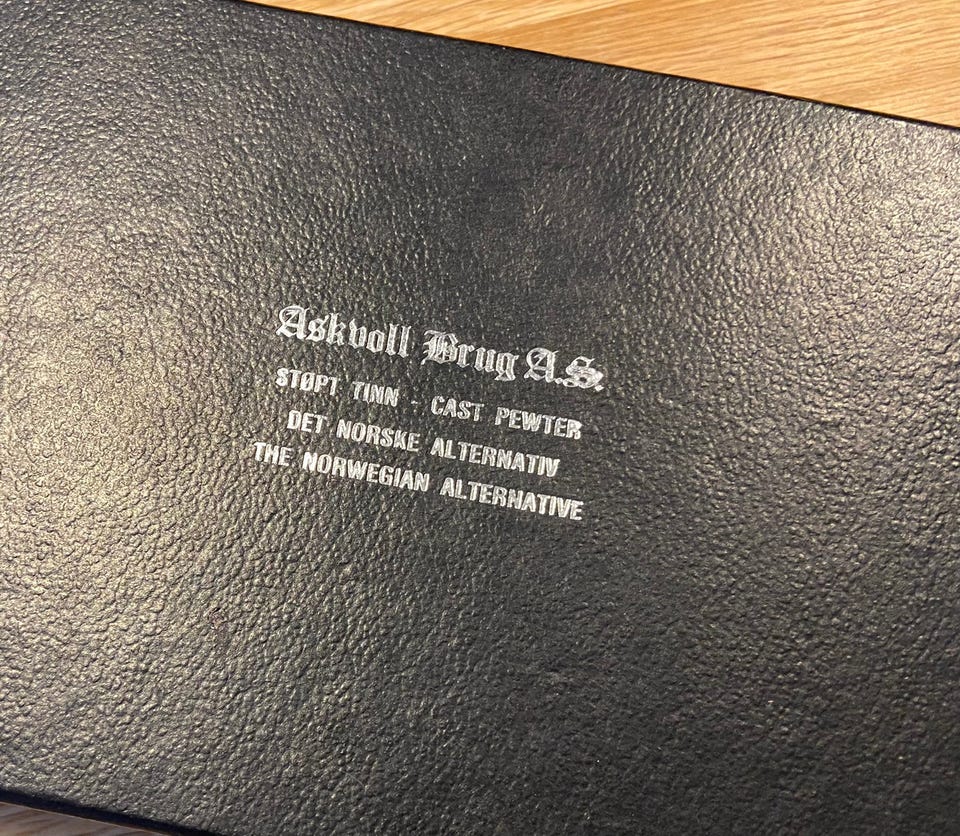 Askvoll Brug A.S.
STØPT TINN - CAST PEWTER
DET NORSKE ALTERNATIV
THE NORWEGIAN ALTERNATIVE